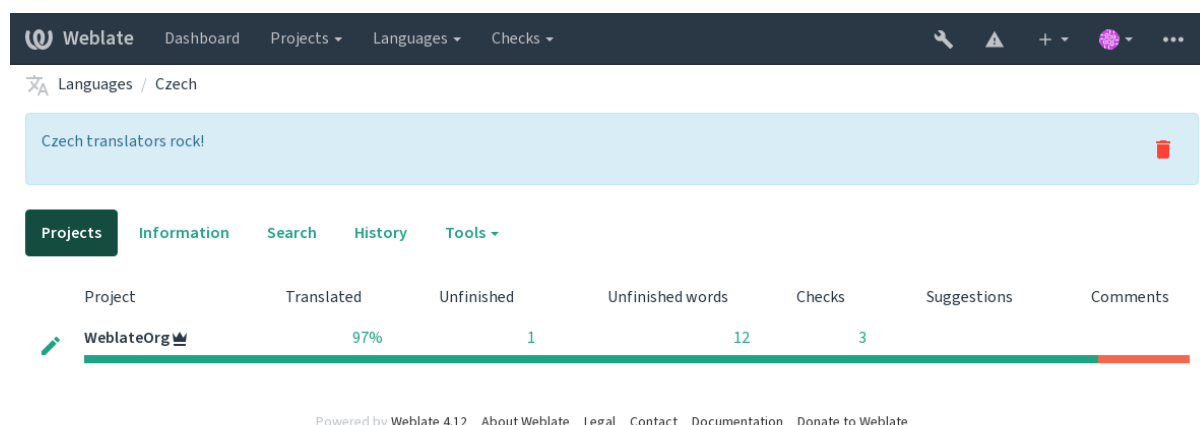 Weblate Dashboard Projects Languages Checks
Languages / Czech
Czech translators rock!
Projects Information Search History Tools
Project Translated Unfinished Unfinished words Checks Suggestions Comments
WeblateOrg 97% 1 12 3
Powered by Weblate 4.12 About Weblate Legal Contact Documentation Donate to Weblate